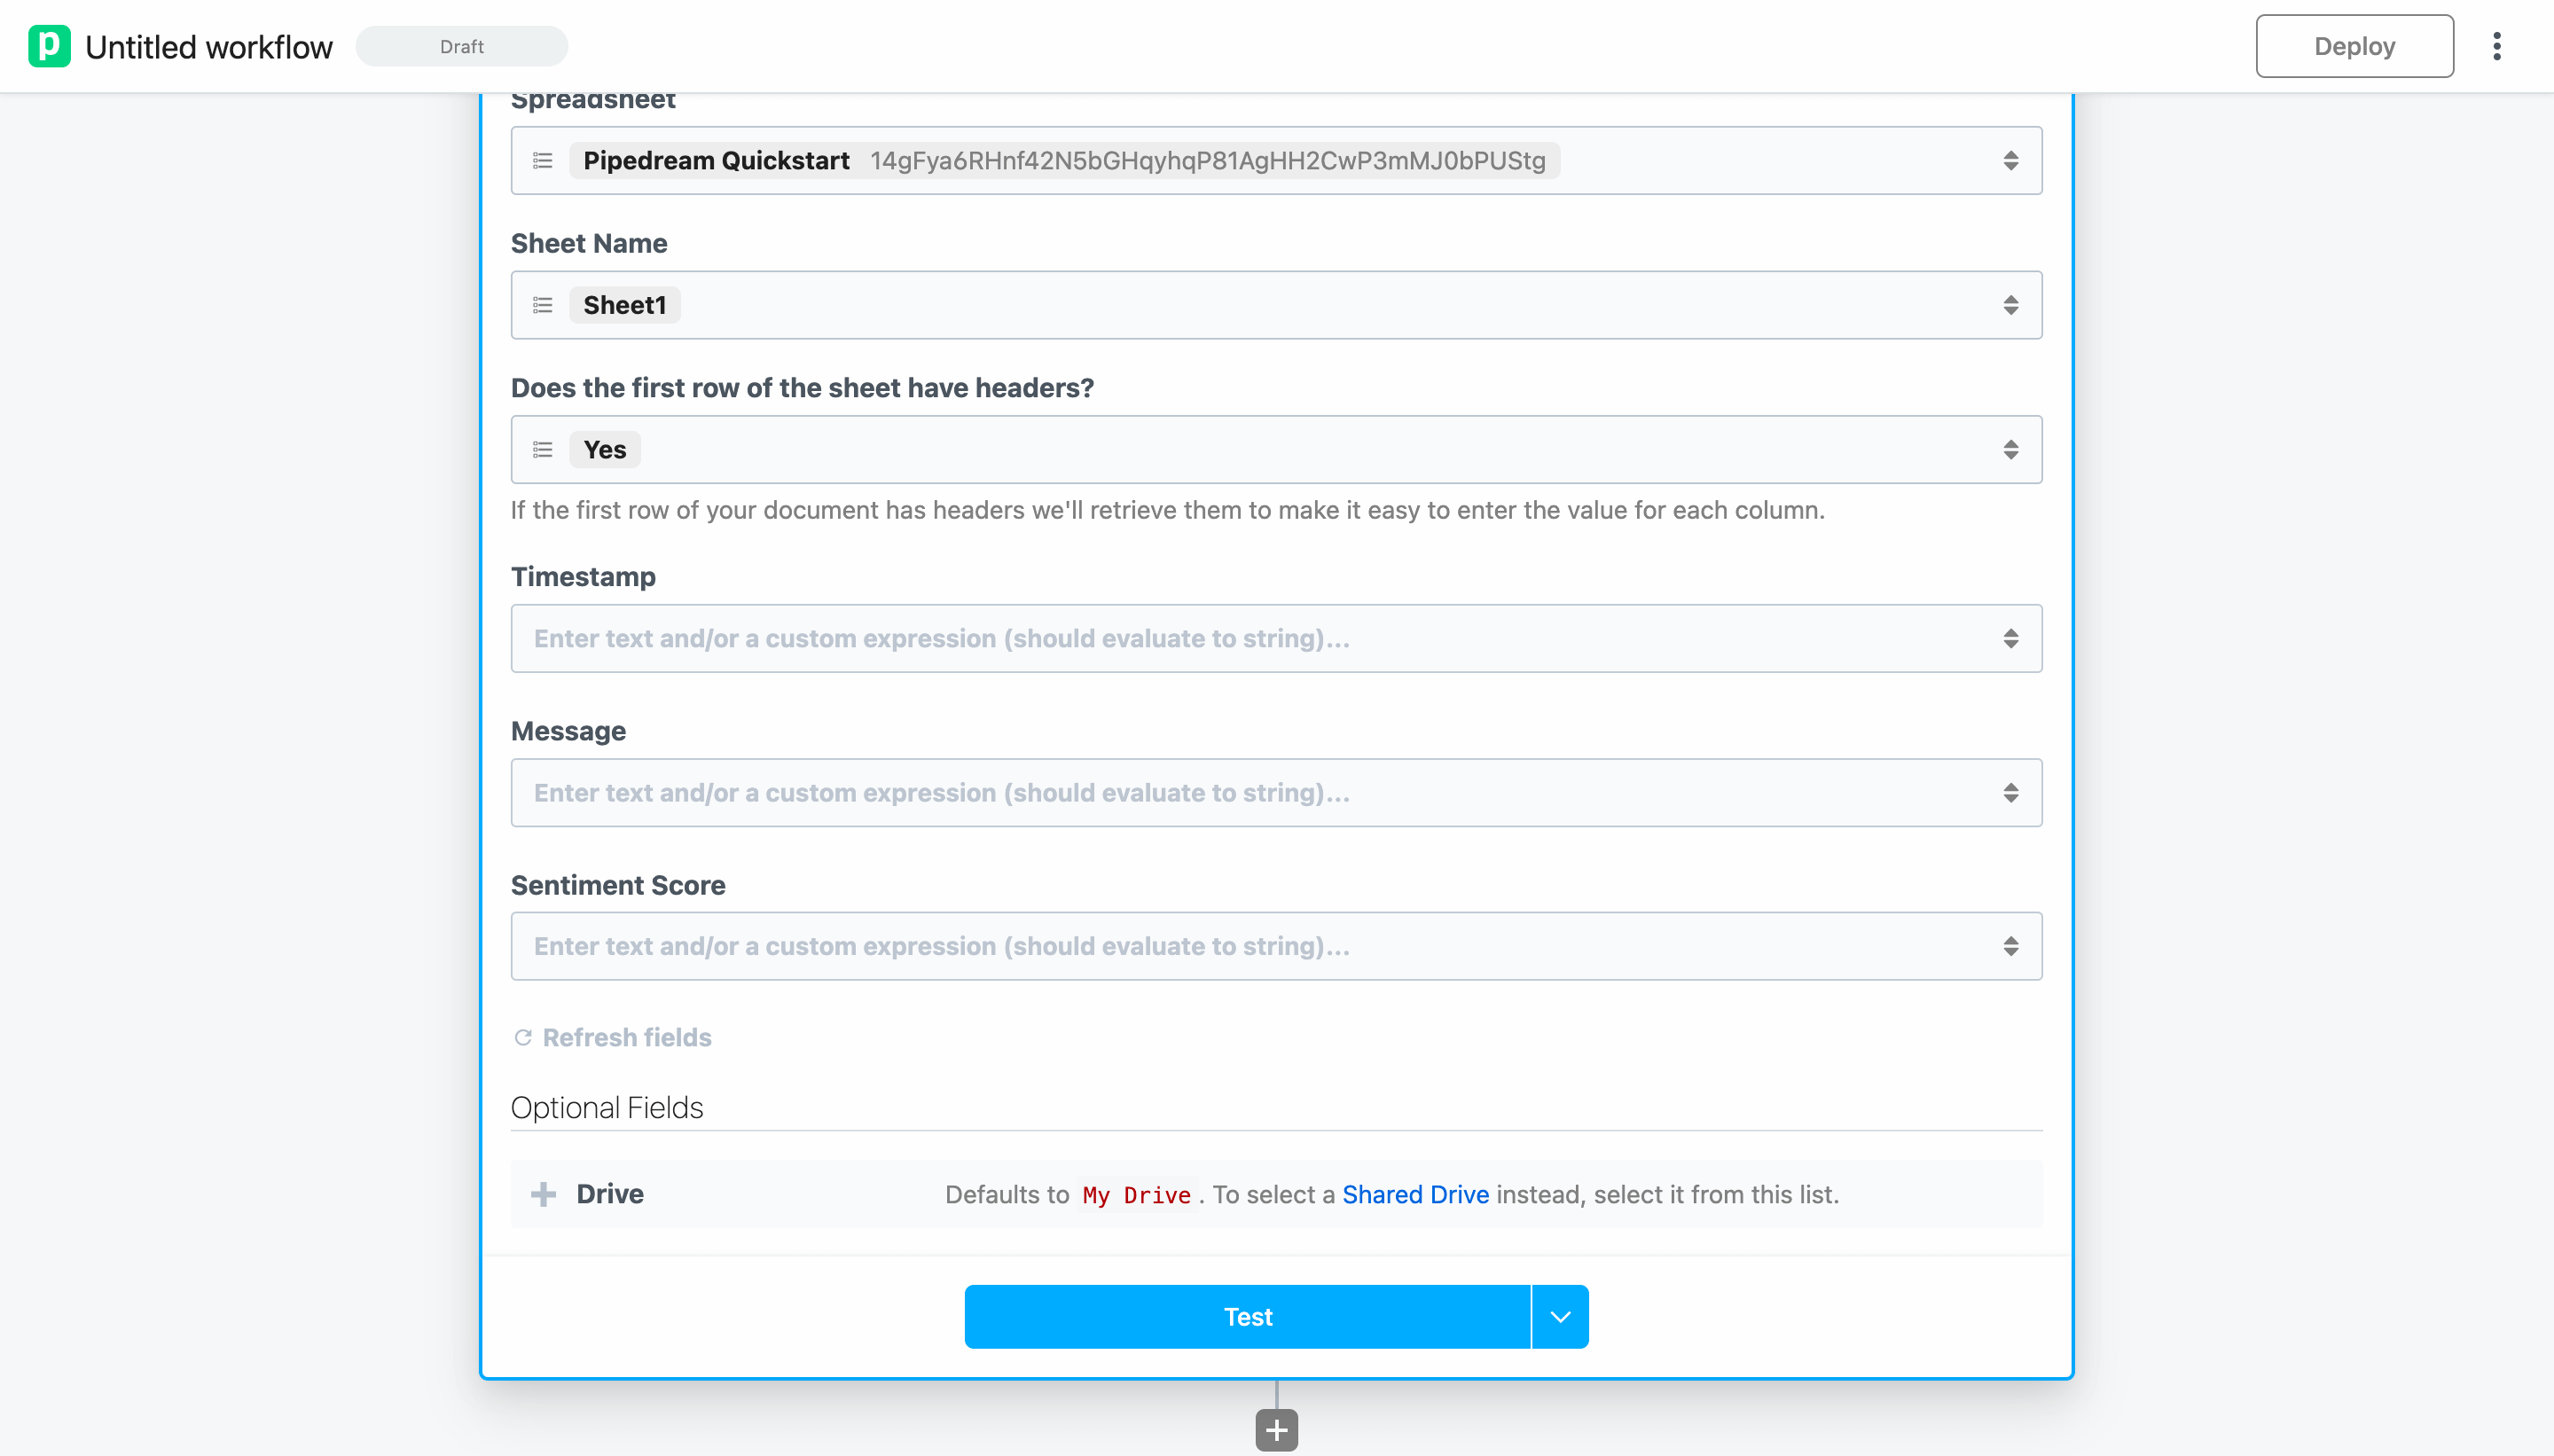 p Untitled workflow Draft Deploy
Spreadsheet
Pipedream Quickstart 14gFya6RHnf42N5bGHqyhqP81AgHH2CwP3mMJ0bPUStg
Sheet Name
Sheet1
Does the first row of the sheet have headers?
Yes
If the first row of your document has headers we'll retrieve them to make it easy to enter the value for each column.
Timestamp
Enter text and/or a custom expression (should evaluate to string)...
Message
Enter text and/or a custom expression (should evaluate to string)...
Sentiment Score
Enter text and/or a custom expression (should evaluate to string)...
Refresh fields
Optional Fields
Drive Defaults to My Drive. To select a Shared Drive instead, select it from this list.
Test